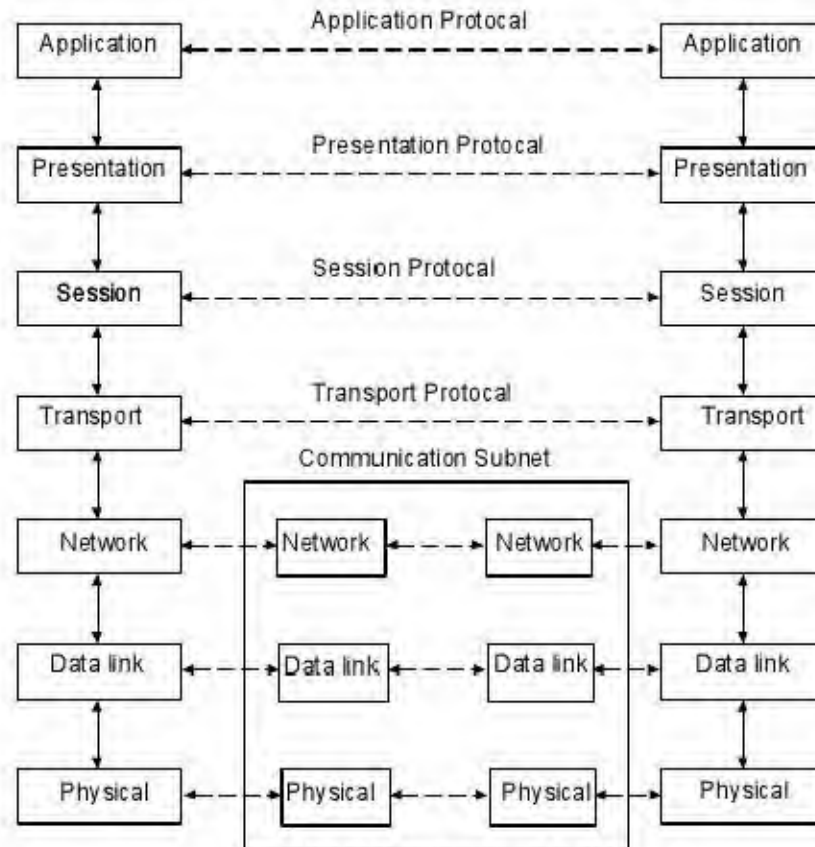 Application Protocal
Application Application
Presentation Protocal
Presentation Presentation
Session Protocal
Session Session
Transport Protocal
Transport Transport
Communication Subnet
Network Network Network Network
Data link Data link Data link Data link
Physical Physical Physical Physical